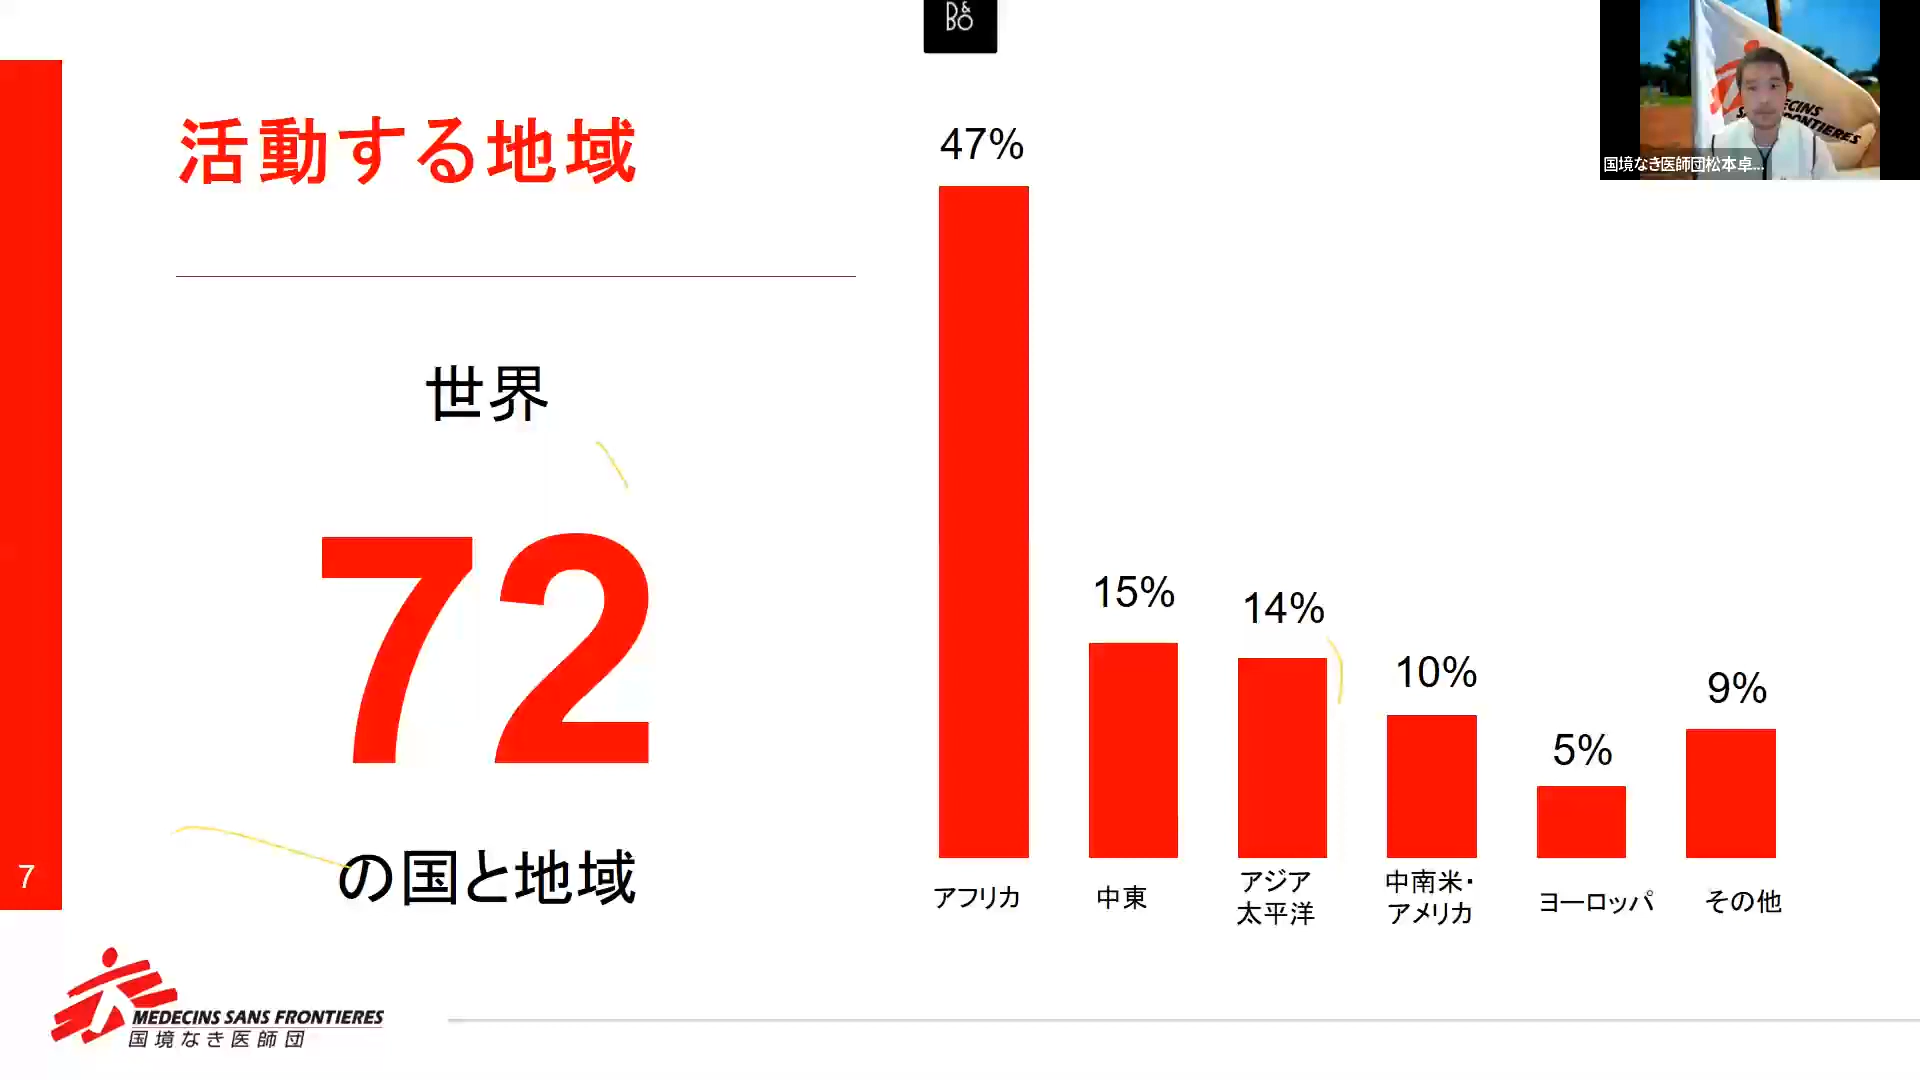 B&O
活動する地域
世界
72
の国と地域
7
47%
15%
14%
10%
5%
9%
アフリカ
中東
アジア
太平洋
中南米・
アメリカ
ヨーロッパ
その他
MEDECINS SANS FRONTIERES
国境なき医師団
国境なき医師団松本卓...